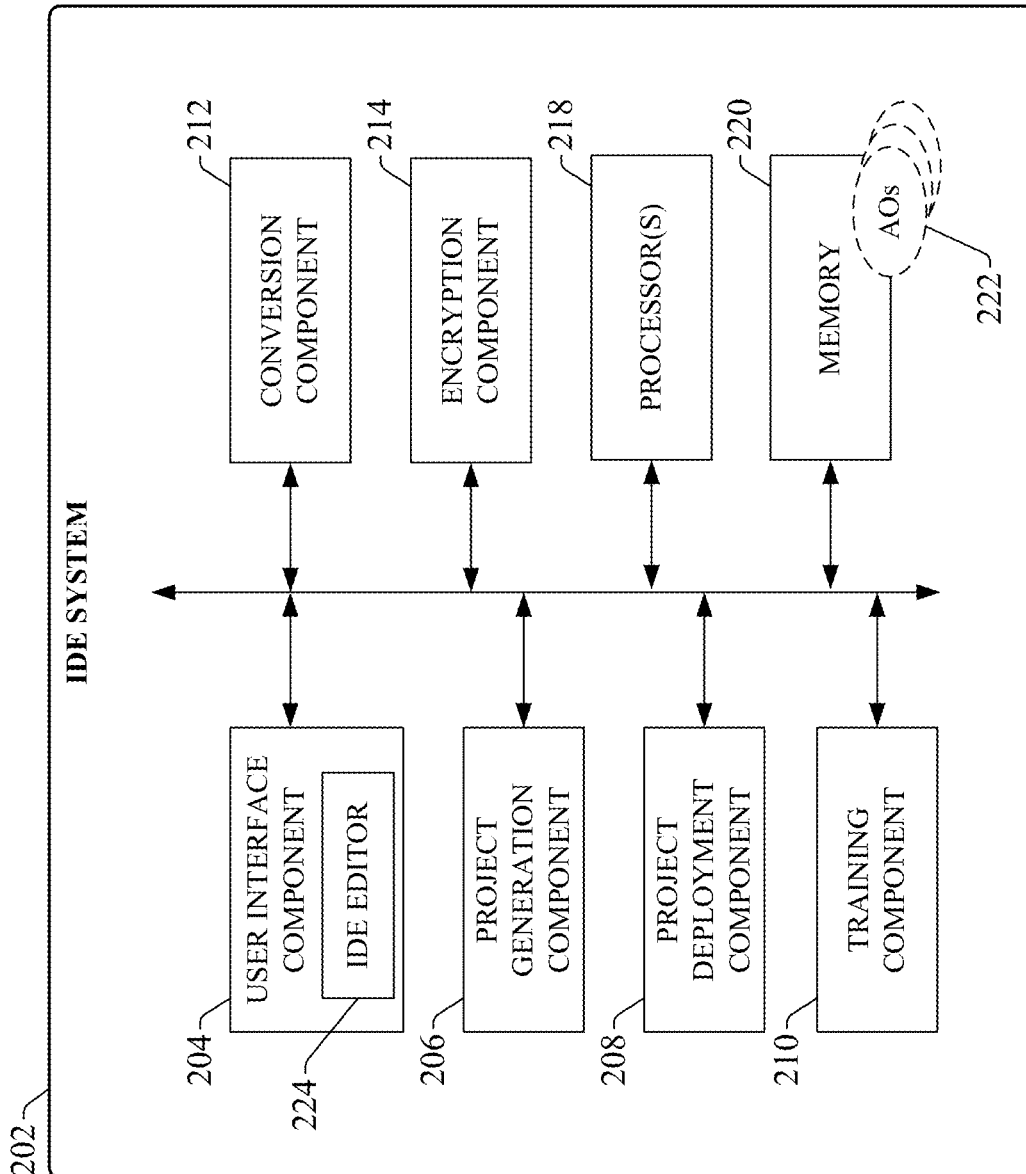 202
IDE SYSTEM
204
USER INTERFACE
COMPONENT
IDE EDITOR
224
206
PROJECT
GENERATION
COMPONENT
208
PROJECT
DEPLOYMENT
COMPONENT
210
TRAINING
COMPONENT
212
CONVERSION
COMPONENT
214
ENCRYPTION
COMPONENT
218
PROCESSOR(S)
220
MEMORY
AOs
222